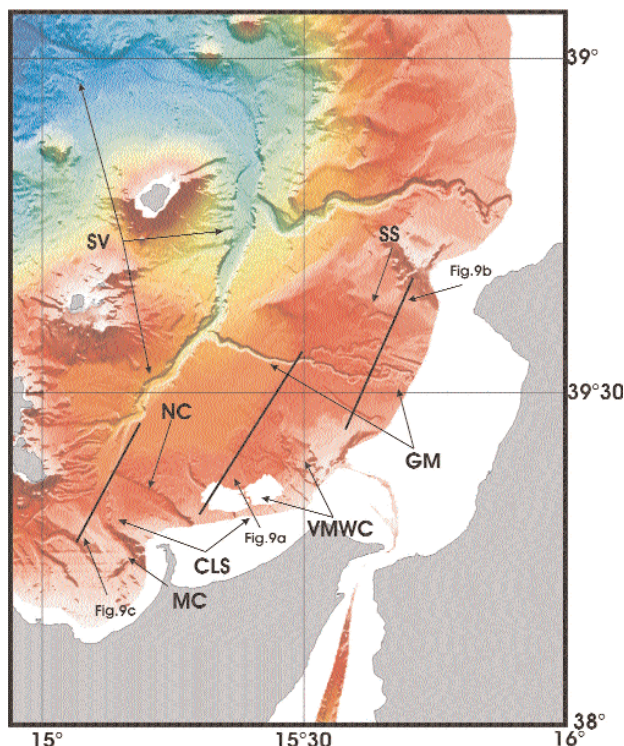 39°
SV
SS
Fig.9b
39°30
NC
GM
VMWC
Fig.9a
CLS
Fig.9c
MC
38°
15°
15°30
16°